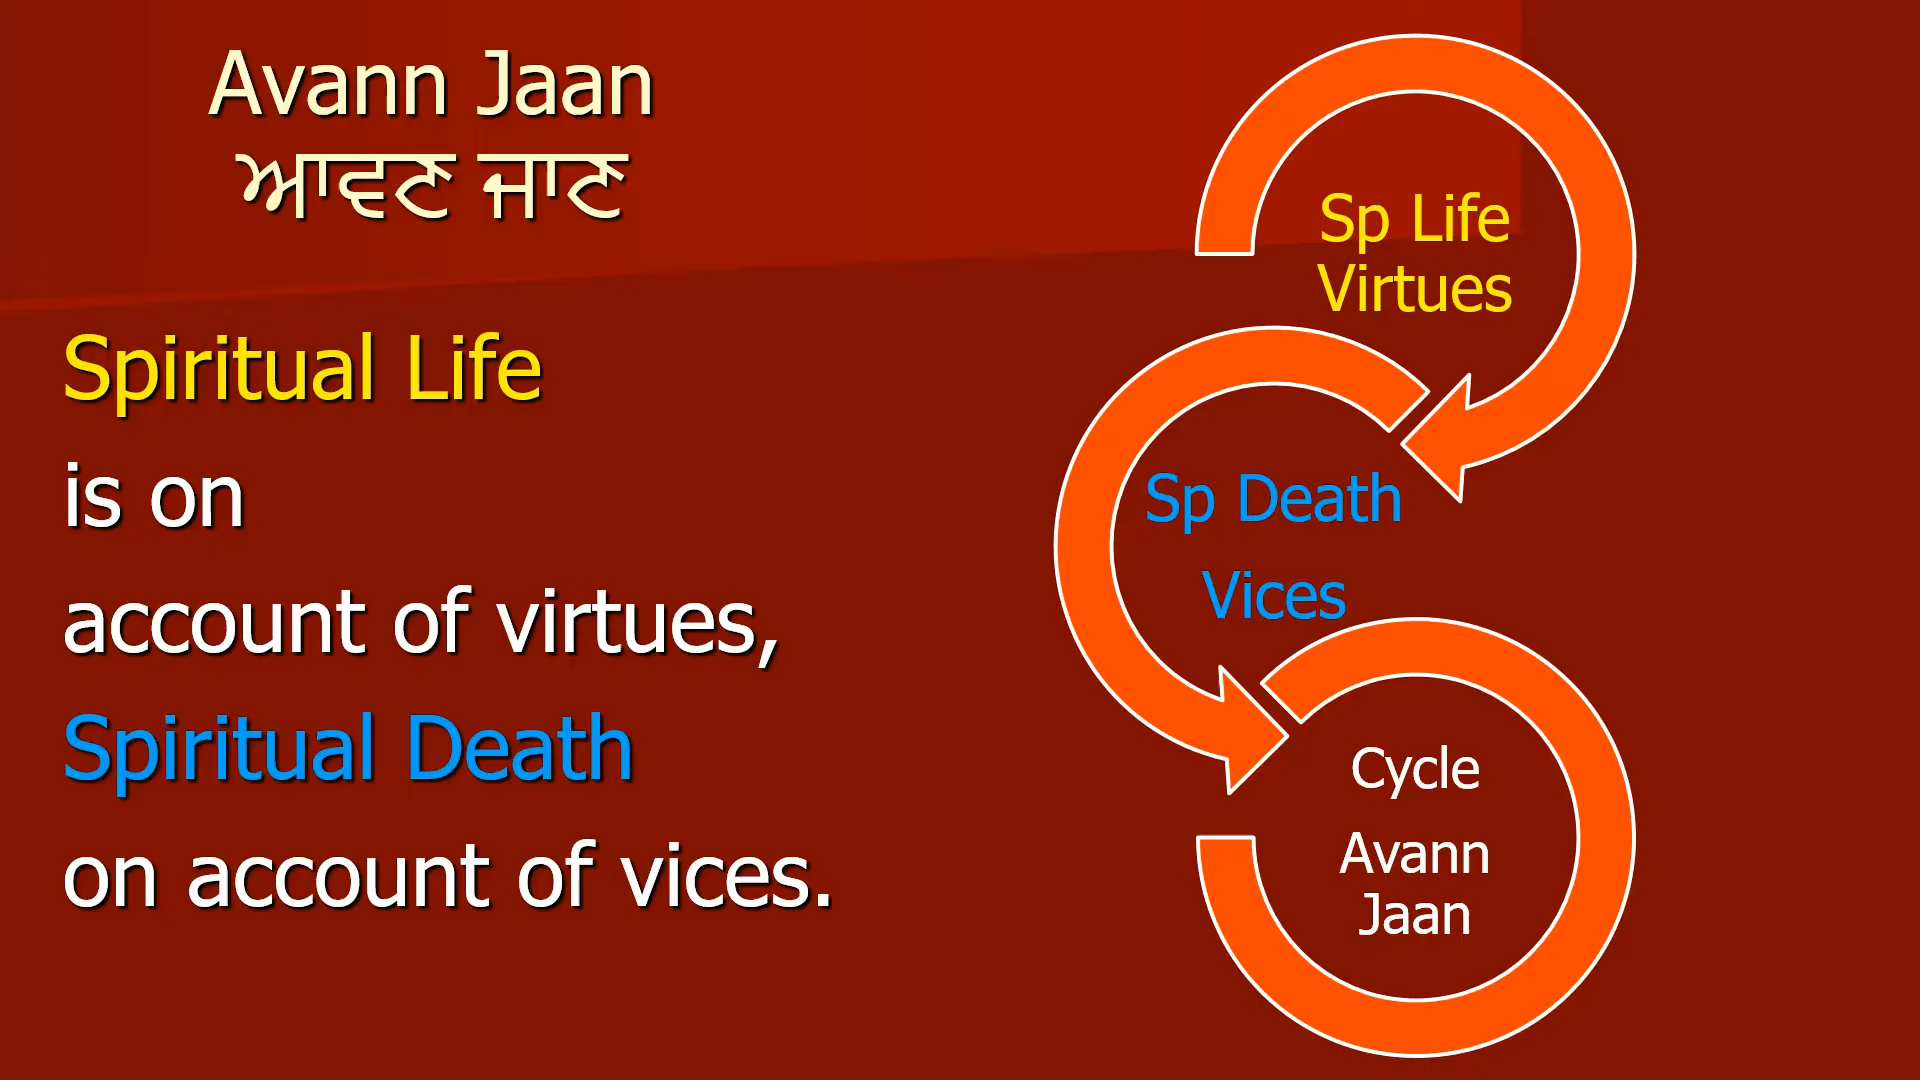 Avann Jaan
ਆਵਣ ਜਾਣ
Spiritual Life
is on
account of virtues,
Spiritual Death
on account of vices.
Sp Life
Virtues
Sp Death
Vices
Cycle
Avann
Jaan